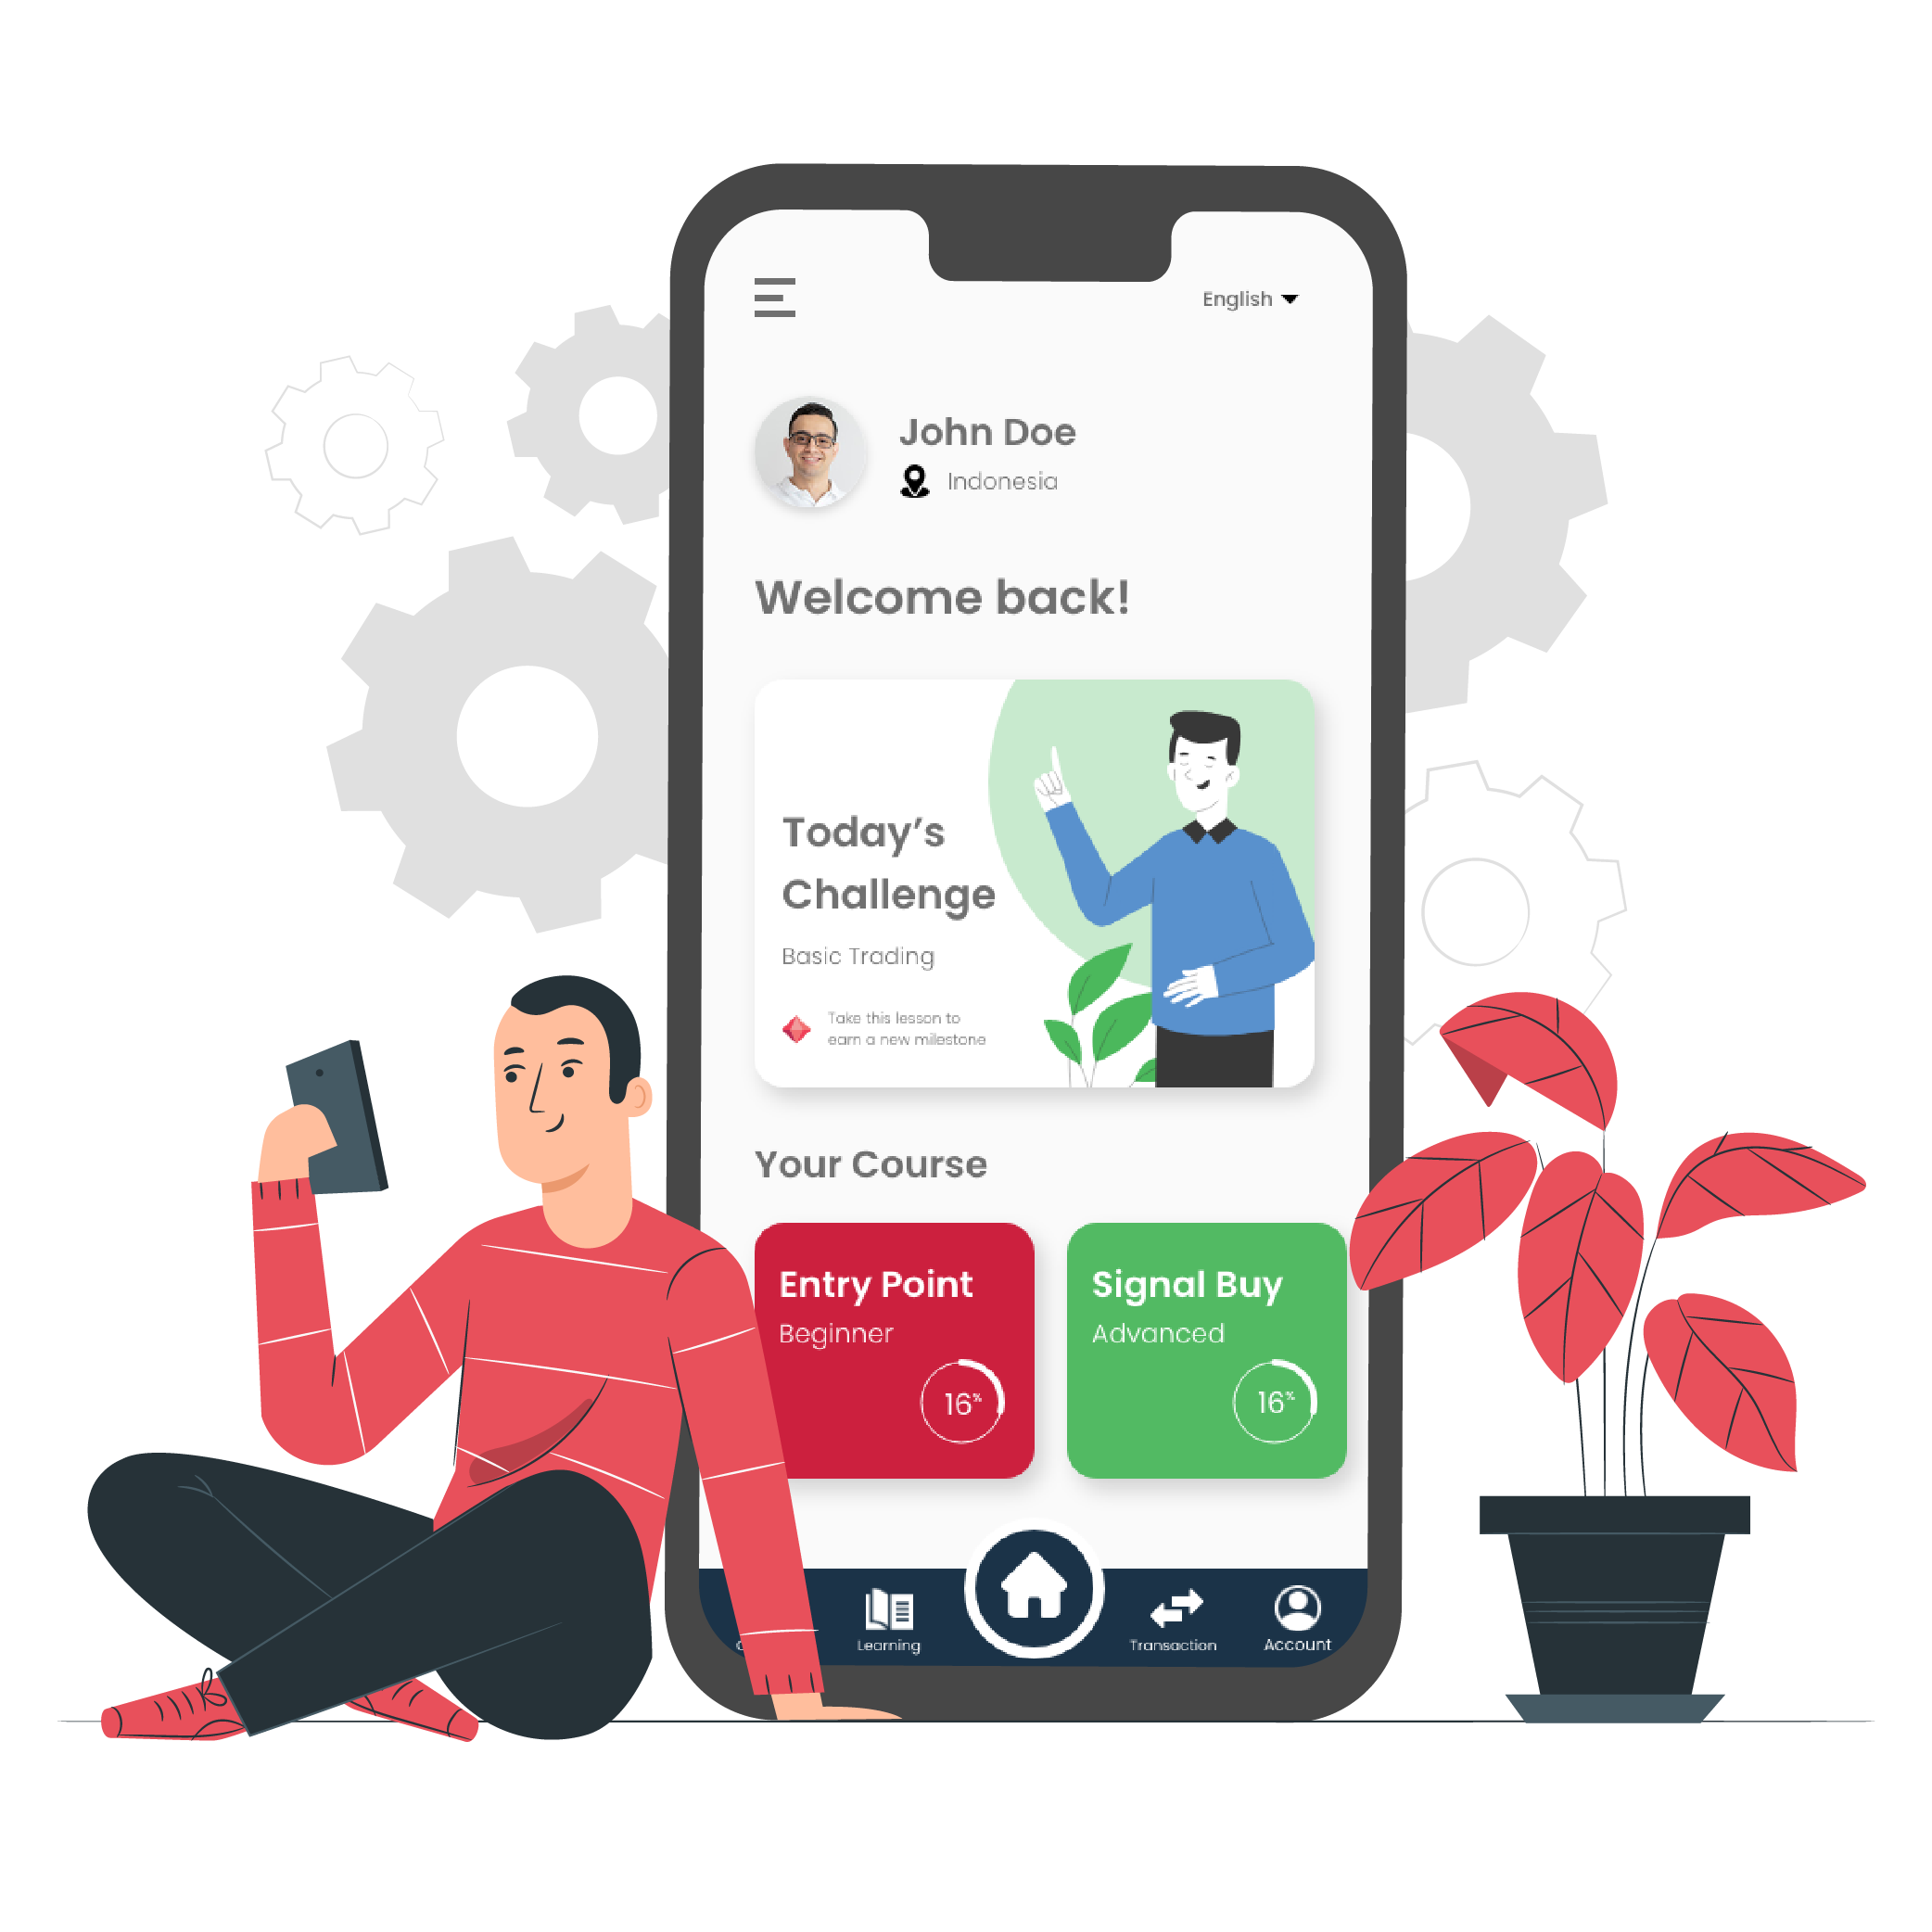 English
John Doe
Indonesia
Welcome back!
Today’s
Challenge
Basic Trading
Take this lesson to
earn a new milestone
Your Course
Entry Point
Beginner
16%
Signal Buy
Advanced
16%
Learning
Transaction
Account